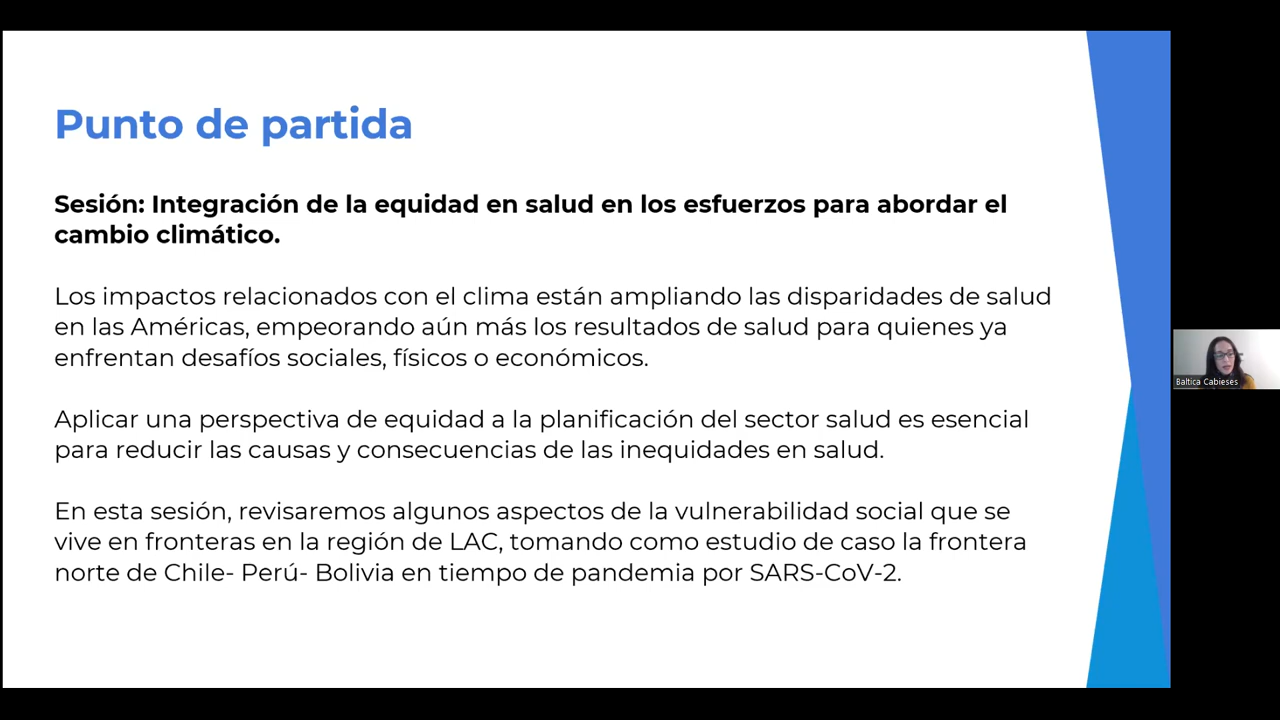 Punto de partida
Sesión: Integración de la equidad en salud en los esfuerzos para abordar el
cambio climático.
Los impactos relacionados con el clima están ampliando las disparidades de salud
en las Américas, empeorando aún más los resultados de salud para quienes ya
enfrentan desafíos sociales, físicos o económicos.
Aplicar una perspectiva de equidad a la planificación del sector salud es esencial
para reducir las causas y consecuencias de las inequidades en salud.
En esta sesión, revisaremos algunos aspectos de la vulnerabilidad social que se
vive en fronteras en la región de LAC, tomando como estudio de caso la frontera
norte de Chile- Perú- Bolivia en tiempo de pandemia por SARS-CoV-2.
Baltica Cabieses